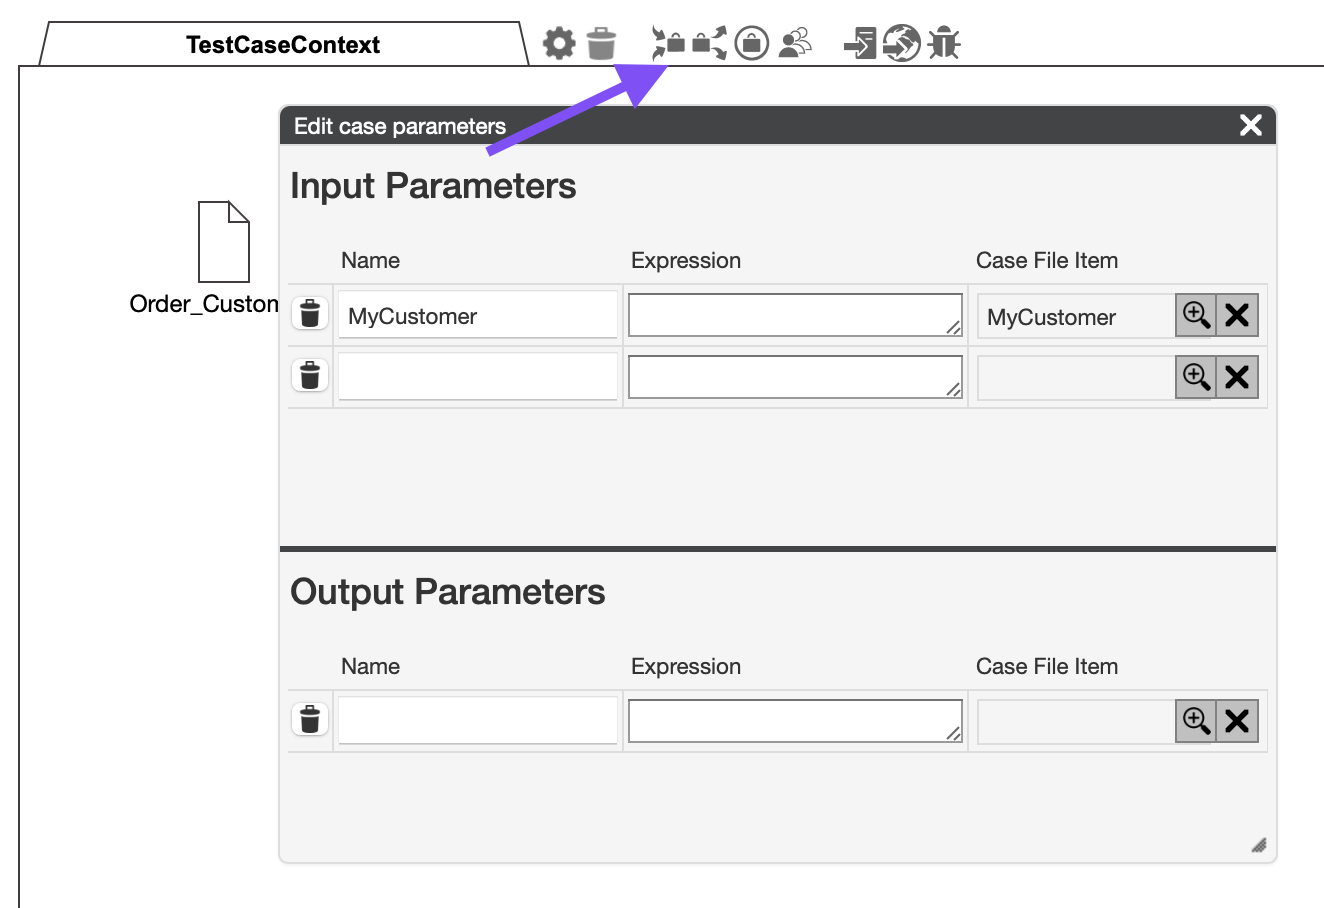 TestCaseContext
Edit case parameters
Input Parameters
Name Expression Case File Item
Order_Custom
MyCustomer MyCustomer
Output Parameters
Name Expression Case File Item